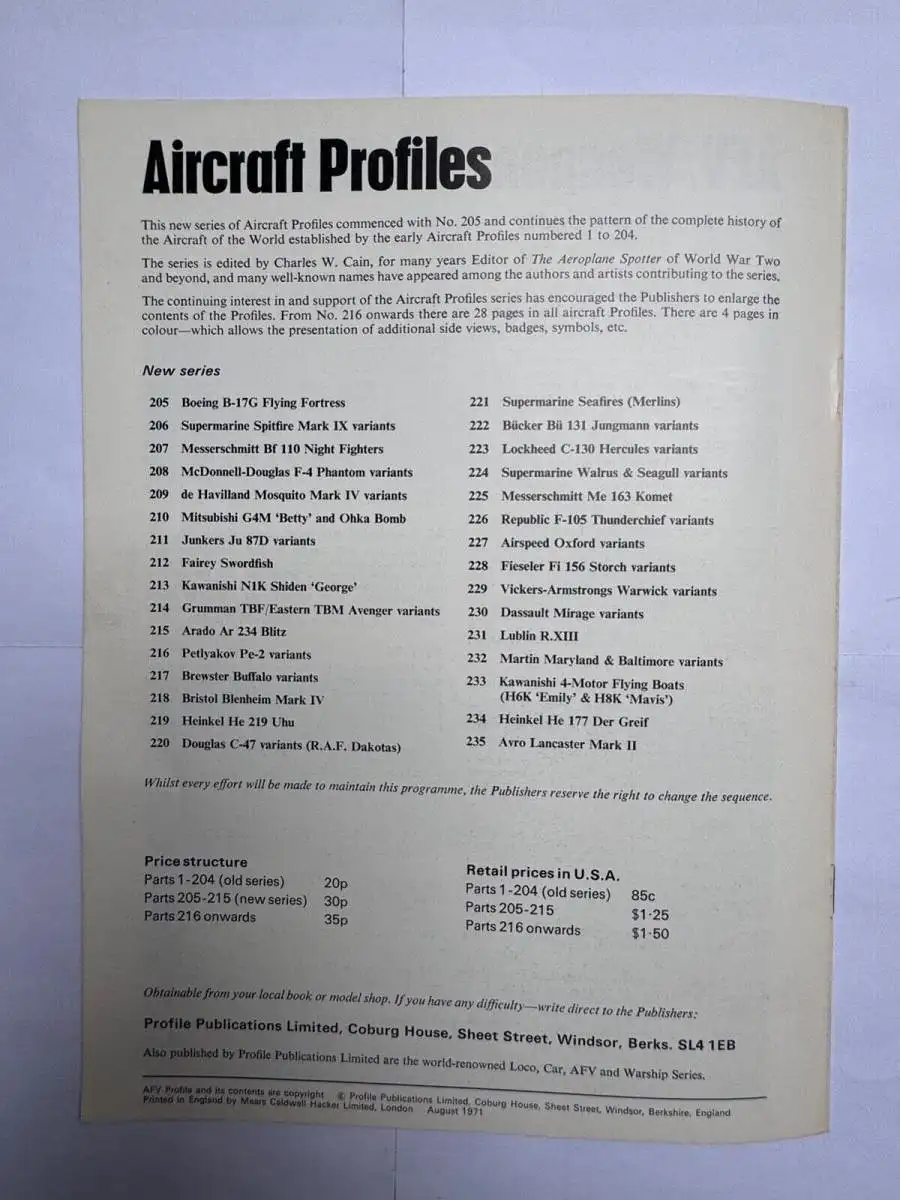 Aircraft Profiles
This new series of Aircraft Profiles commenced with No. 205 and continues the pattern of the complete history of
the Aircraft of the World established by the early Aircraft Profiles numbered 1 to 204.
The series is edited by Charles W. Cain, for many years Editor of The Aeroplane Spotter of World War Two
and beyond, and many well-known names have appeared among the authors and artists contributing to the series.
The continuing interest in and support of the Aircraft Profiles series has encouraged the Publishers to enlarge the
contents of the Profiles. From No. 216 onwards there are 28 pages in all aircraft Profiles. There are 4 pages in
colour—which allows the presentation of additional side views, badges, symbols, etc.
New series
205 Boeing B-17G Flying Fortress
206 Supermarine Spitfire Mark IX variants
207 Messerschmitt Bf 110 Night Fighters
208 McDonnell-Douglas F-4 Phantom variants
209 de Havilland Mosquito Mark IV variants
210 Mitsubishi G4M ‘Betty’ and Ohka Bomb
211 Junkers Ju 87D variants
212 Fairey Swordfish
213 Kawanishi N1K Shiden ‘George’
214 Grumman TBF/Eastern TBM Avenger variants
215 Arado Ar 234 Blitz
216 Petlyakov Pe-2 variants
217 Brewster Buffalo variants
218 Bristol Blenheim Mark IV
219 Heinkel He 219 Uhu
220 Douglas C-47 variants (R.A.F. Dakotas)
221 Supermarine Seafires (Merlins)
222 Bücker Bü 131 Jungmann variants
223 Lockheed C-130 Hercules variants
224 Supermarine Walrus & Seagull variants
225 Messerschmitt Me 163 Komet
226 Republic F-105 Thunderchief variants
227 Airspeed Oxford variants
228 Fieseler Fi 156 Storch variants
229 Vickers-Armstrongs Warwick variants
230 Dassault Mirage variants
231 Lublin R.XIII
232 Martin Maryland & Baltimore variants
233 Kawanishi 4-Motor Flying Boats
(H6K ‘Emily’ & H8K ‘Mavis’)
234 Heinkel He 177 Der Greif
235 Avro Lancaster Mark II
Whilst every effort will be made to maintain this programme, the Publishers reserve the right to change the sequence.
Price structure
Parts 1-204 (old series) 20p
Parts 205-215 (new series) 30p
Parts 216 onwards 35p
Retail prices in U.S.A.
Parts 1-204 (old series) 85c
Parts 205-215 $1·25
Parts 216 onwards $1·50
Obtainable from your local book or model shop. If you have any difficulty—write direct to the Publishers:
Profile Publications Limited, Coburg House, Sheet Street, Windsor, Berks. SL4 1EB
Also published by Profile Publications Limited are the world-renowned Loco, Car, AFV and Warship Series.
AFV Profile and its contents are copyright © Profile Publications Limited, Coburg House, Sheet Street, Windsor, Berkshire, England
Printed in England by Mears Caldwell Hacker Limited, London August 1971